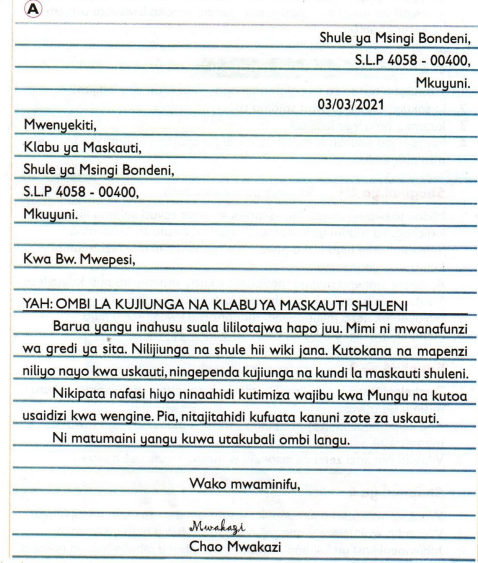 A
Shule ya Msingi Bondeni,
S.L.P 4058 - 00400,
Mkuyuni.
03/03/2021
Mwenyekiti,
Klabu ya Maskauti,
Shule ya Msingi Bondeni,
S.L.P 4058 - 00400,
Mkuyuni.
Kwa Bw. Mwepesi,
YAH: OMBI LA KUJIUNGA NA KLABU YA MASKAUTI SHULENI
Barua yangu inahusu suala lililotajwa hapo juu. Mimi ni mwanafunzi
wa gredi ya sita. Nilijiunga na shule hii wiki jana. Kutokana na mapenzi
niliyo nayo kwa uskauti, ningependa kujiunga na kundi la maskauti shuleni.
Nikipata nafasi hiyo ninaahidi kutimiza wajibu kwa Mungu na kutoa
usaidizi kwa wengine. Pia, nitajitahidi kufuata kanuni zote za uskauti.
Ni matumaini yangu kuwa utakubali ombi langu.
Wako mwaminifu,
Mwakazi
Chao Mwakazi